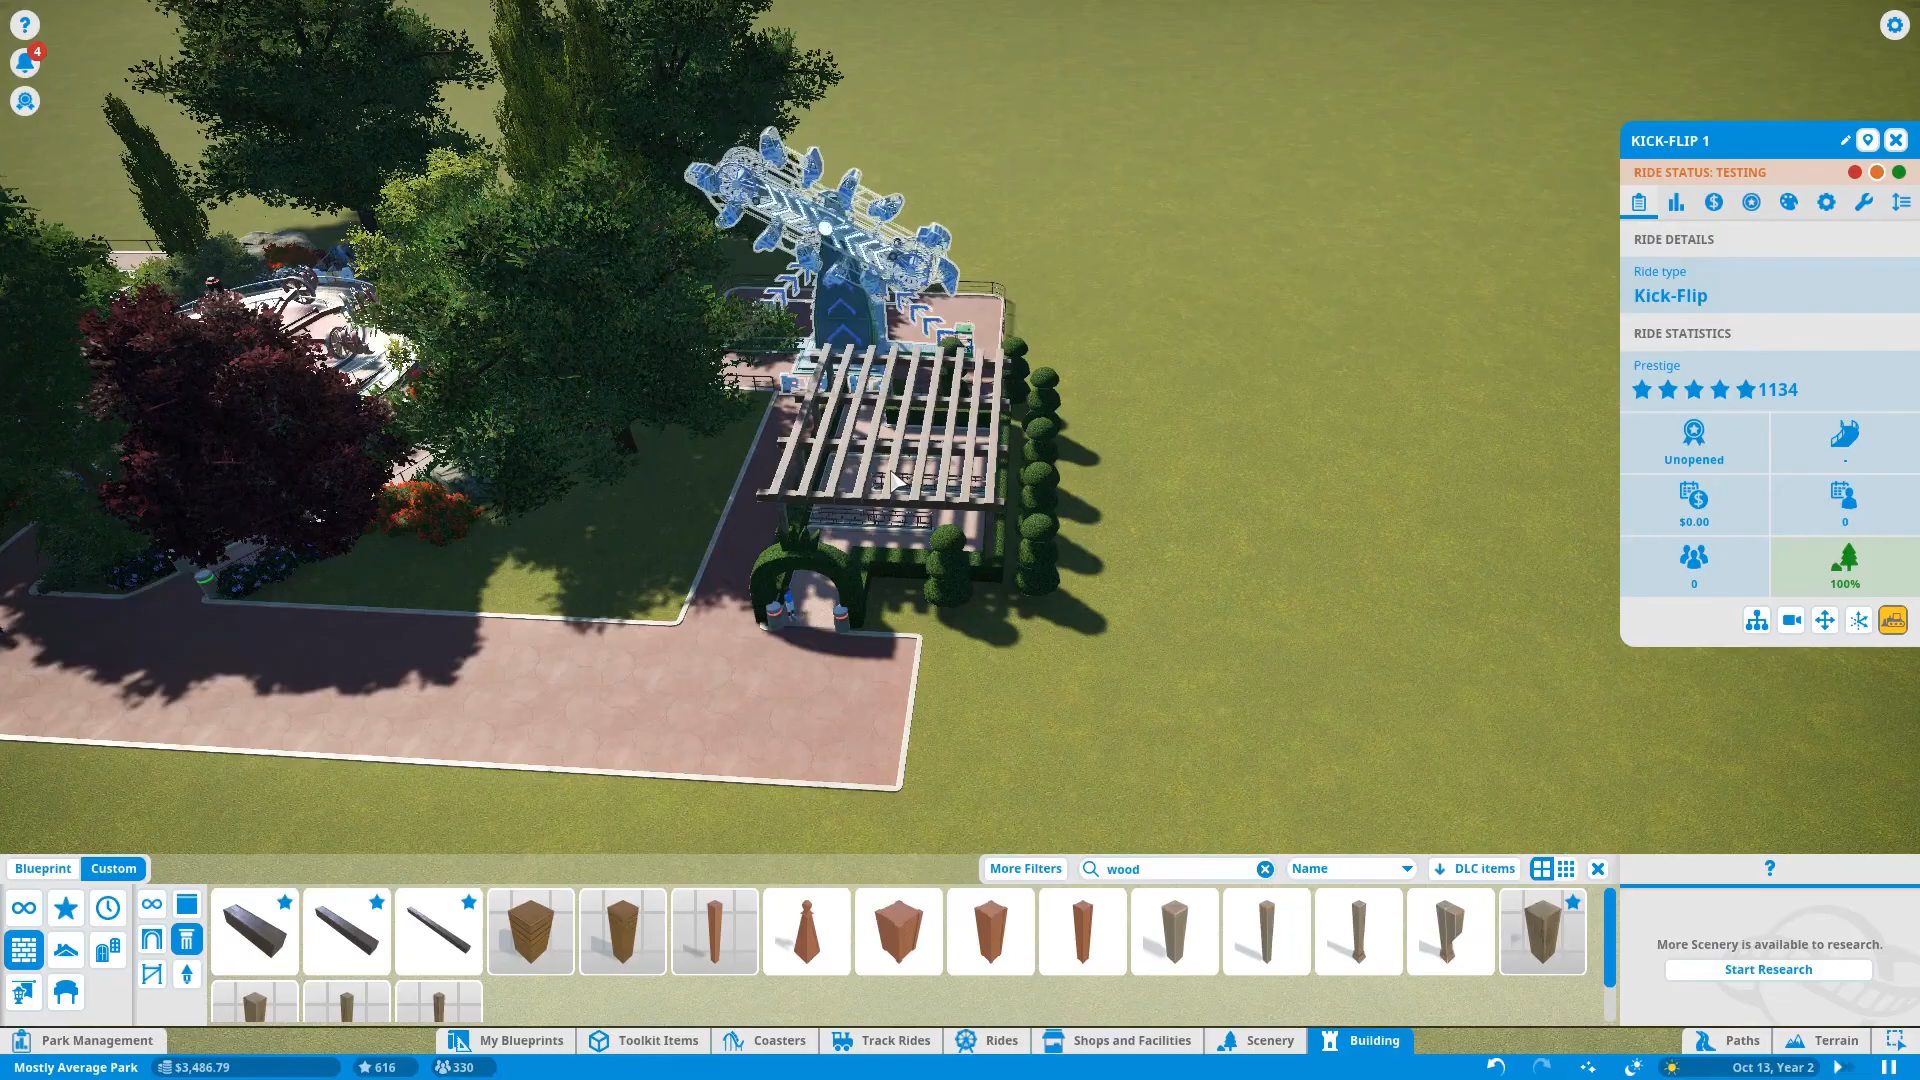 ?
4
KICK-FLIP 1
RIDE STATUS: TESTING
RIDE DETAILS
Ride type
Kick-Flip
RIDE STATISTICS
Prestige
1134
Unopened
-
$0.00
0
0
100%
Blueprint
Custom
More Filters
wood
Name
DLC items
?
More Scenery is available to research.
Start Research
Park Management
My Blueprints
Toolkit Items
Coasters
Track Rides
Rides
Shops and Facilities
Scenery
Building
Paths
Terrain
Mostly Average Park
$3,486.79
616
330
Oct 13, Year 2